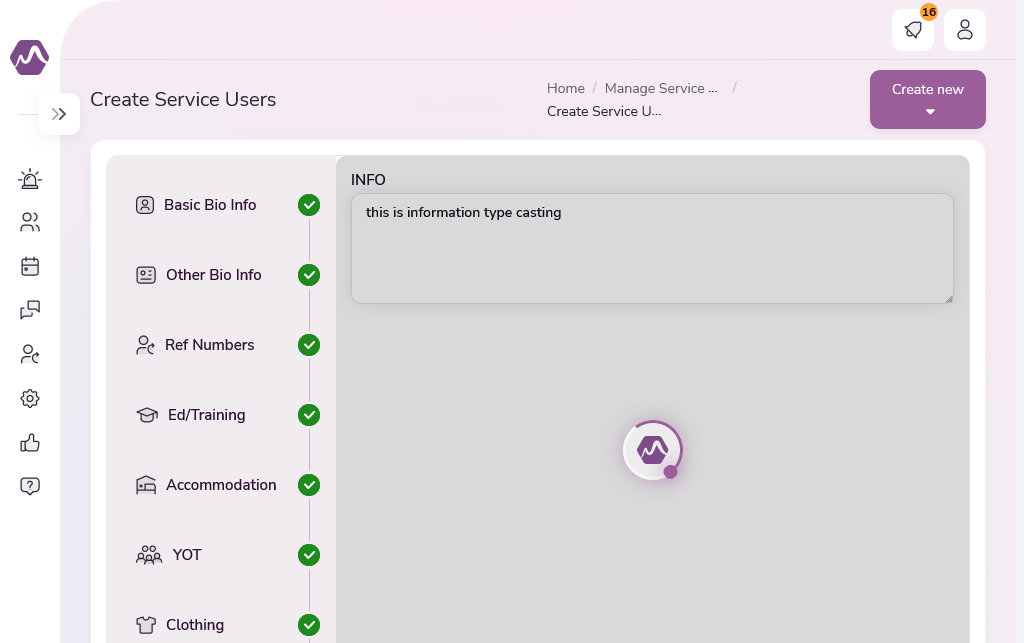 16
Create Service Users
Home / Manage Service ... /
Create Service U...
Create new
Basic Bio Info
Other Bio Info
Ref Numbers
Ed/Training
Accommodation
YOT
Clothing
INFO
this is information type casting